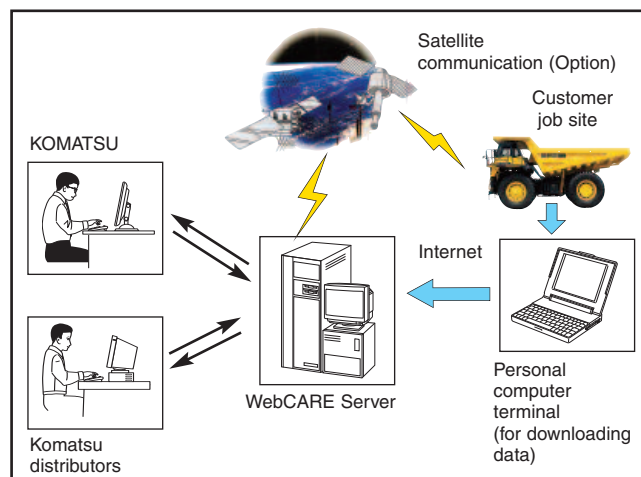 Satellite
communication (Option)
Customer
job site
KOMATSU
Internet
WebCARE Server
Personal
computer
terminal
(for downloading
data)
Komatsu
distributors